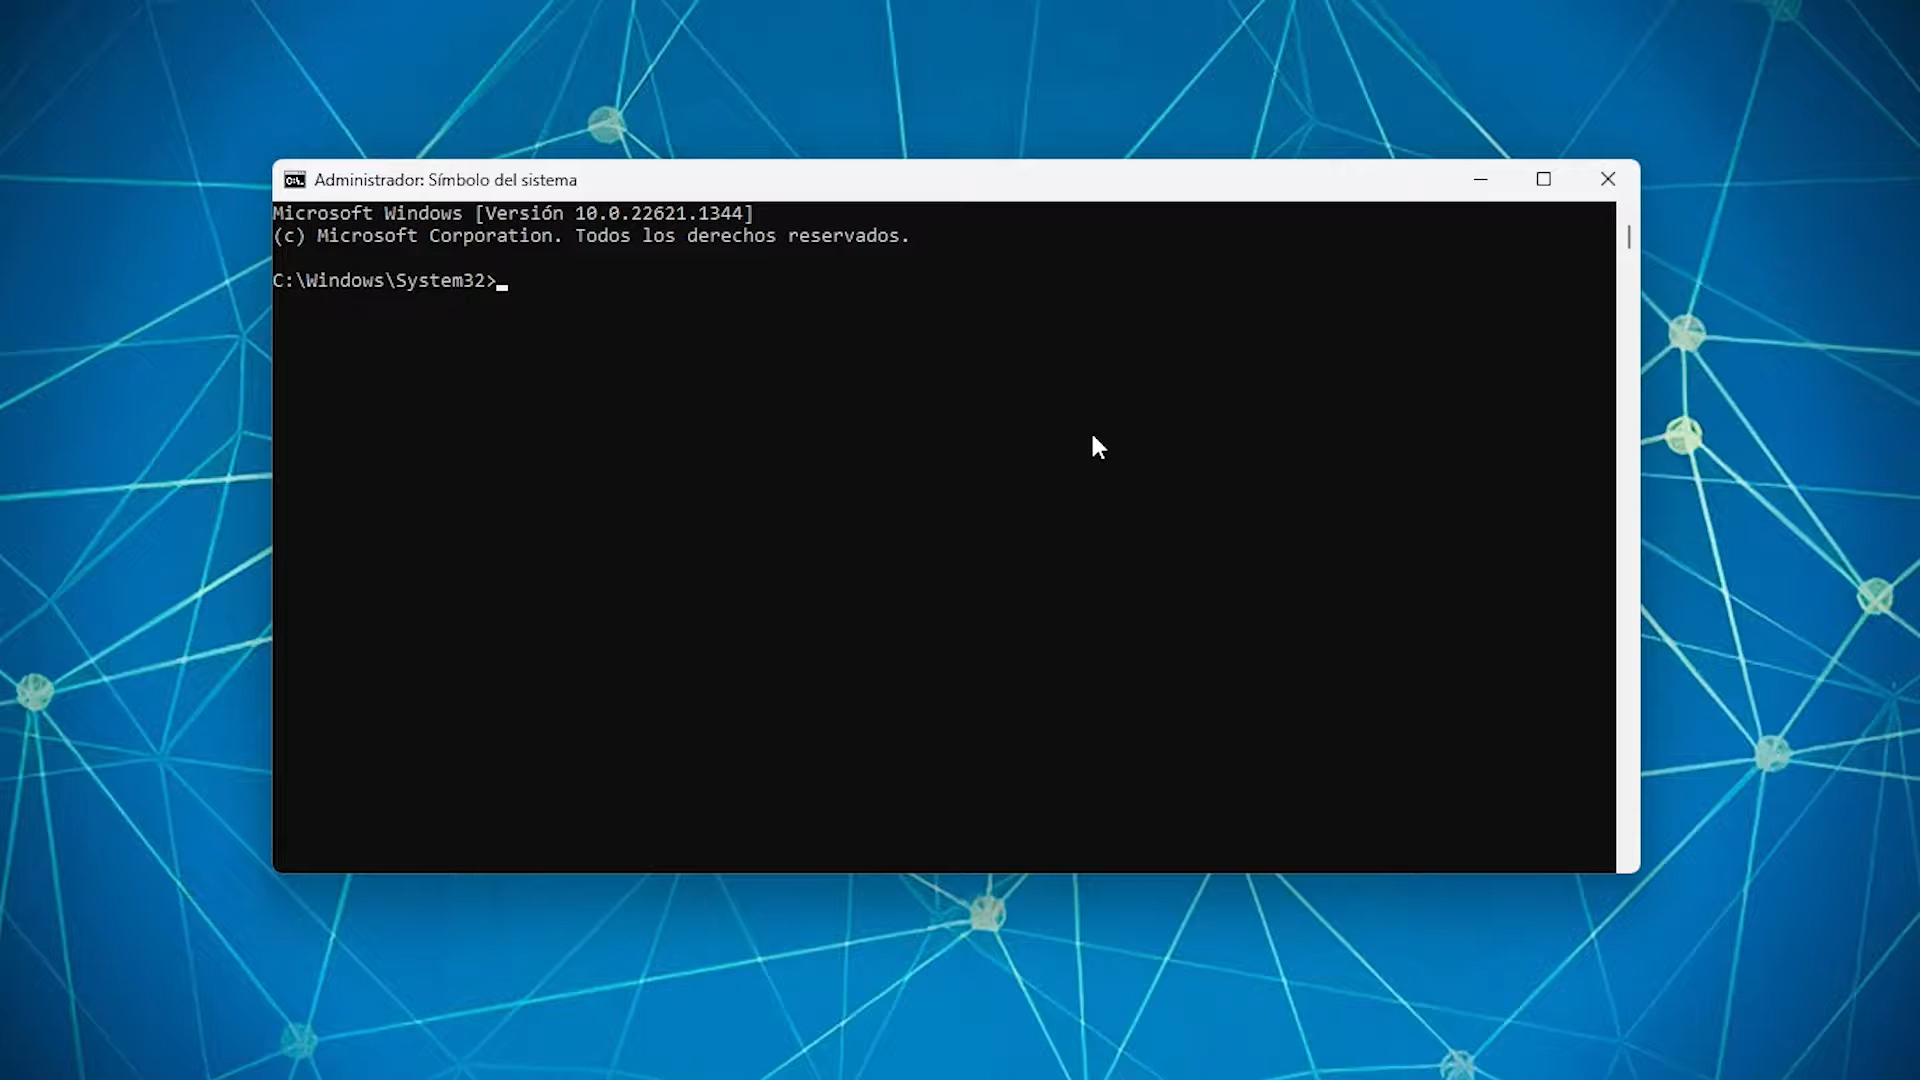 Administrador: Símbolo del sistema
Microsoft Windows [Versión 10.0.22621.1344]
(c) Microsoft Corporation. Todos los derechos reservados.
C:\Windows\System32>